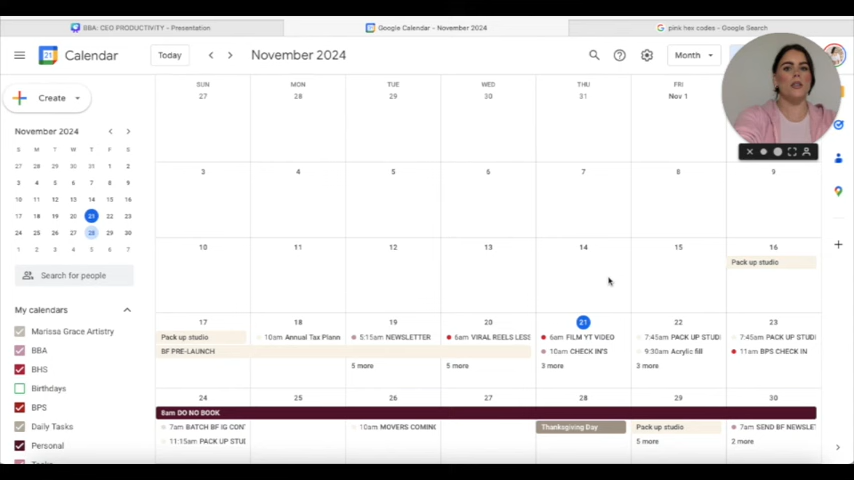 BBA: CEO PRODUCTIVITY - Presentation
Google Calendar - November 2024
pink hex codes - Google Search
21 Calendar
Today
November 2024
Month
Create
SUN MON TUE WED THU FRI
27 28 29 30 31 Nov 1
November 2024
S M T W T F S
27 28 29 30 31 1 2
3 4 5 6 7 8 9
10 11 12 13 14 15 16
17 18 19 20 21 22 23
24 25 26 27 28 29 30
1 2 3 4 5 6 7
Search for people
My calendars
Marissa Grace Artistry
BBA
BHS
Birthdays
BPS
Daily Tasks
Personal
3 4 5 6 7 8 9
10 11 12 13 14 15 16
Pack up studio
17 18 19 20 21 22 23
Pack up studio
10am Annual Tax Plann
5:15am NEWSLETTER
6am VIRAL REELS LESS
6am FILM YT VIDEO
7:45am PACK UP STUDI
7:45am PACK UP STUDI
BF PRE-LAUNCH
10am CHECK IN'S
9:30am Acrylic fill
11am BPS CHECK IN
5 more
5 more
3 more
3 more
24 25 26 27 28 29 30
8am DO NO BOOK
7am BATCH BF IG CONT
10am MOVERS COMING
Thanksgiving Day
Pack up studio
7am SEND BF NEWSLE
11:15am PACK UP STUI
5 more
2 more